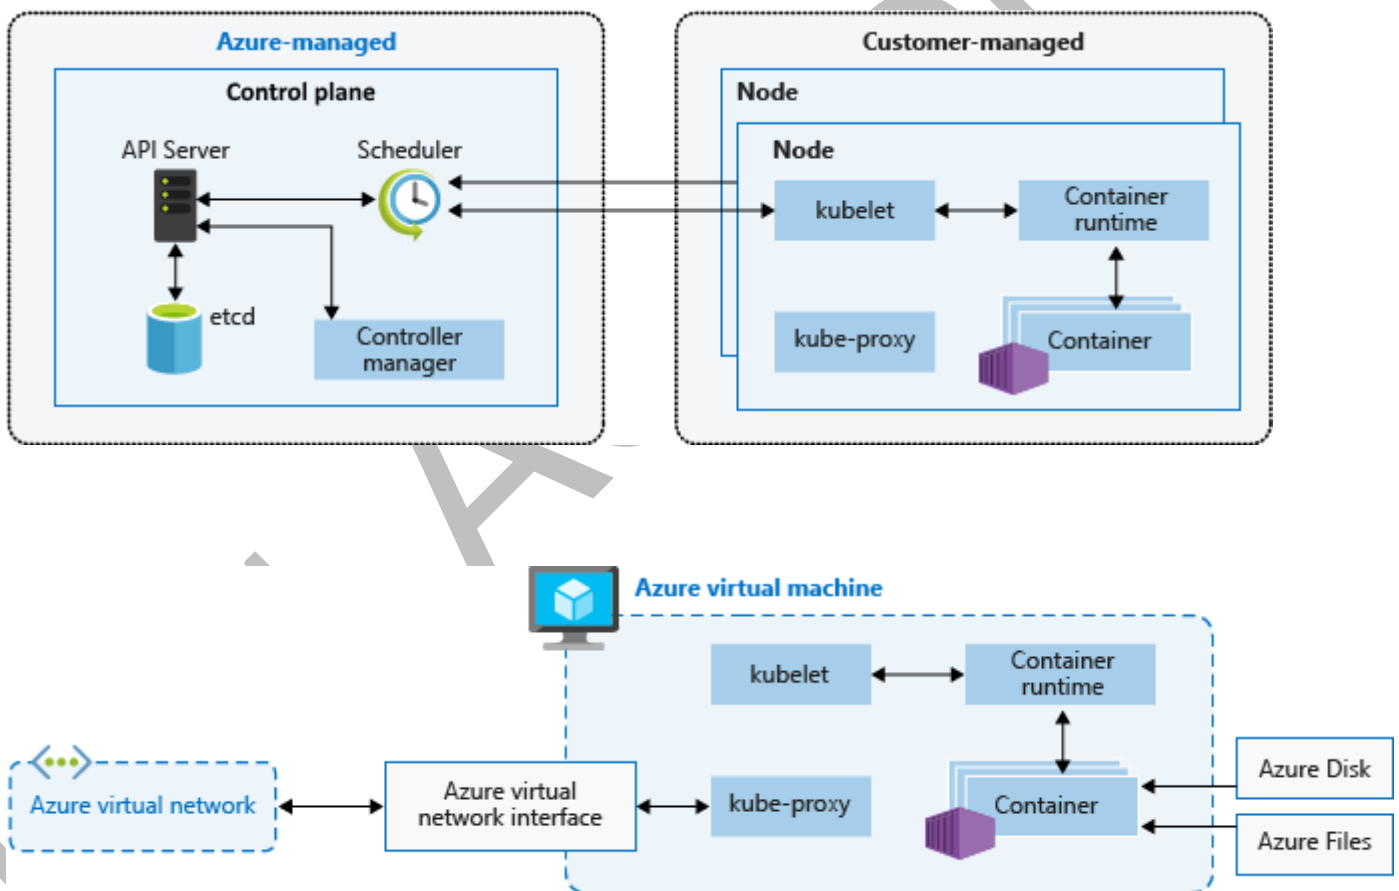 Azure-managed
Customer-managed
Control plane
Node
Node
API Server
Scheduler
kubelet
Container
runtime
etcd
Controller
manager
kube-proxy
Container
Azure virtual machine
kubelet
Container
runtime
Azure virtual network
Azure virtual
network interface
kube-proxy
Container
Azure Disk
Azure Files